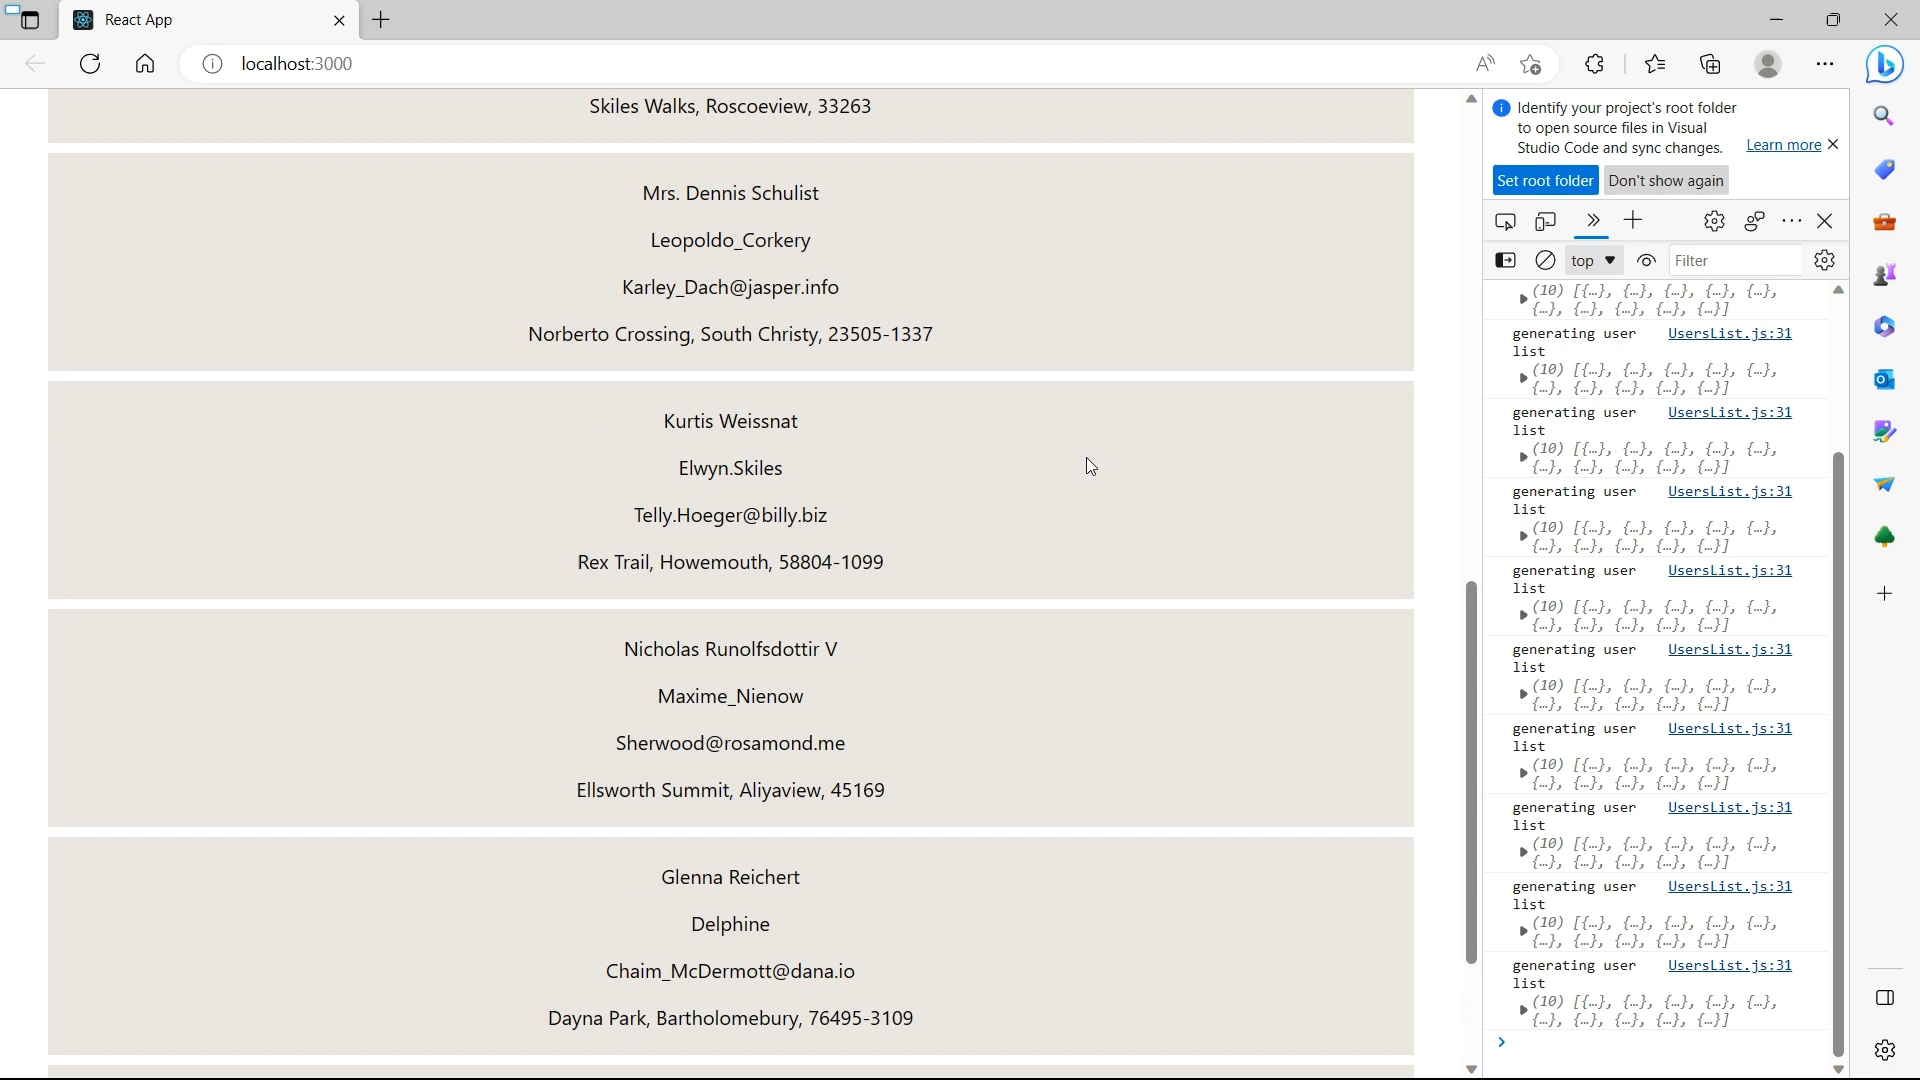 React App
localhost:3000
Skiles Walks, Roscoeview, 33263
Mrs. Dennis Schulist
Leopoldo_Corkery
Karley_Dach@jasper.info
Norberto Crossing, South Christy, 23505-1337
Kurtis Weissnat
Elwyn.Skiles
Telly.Hoeger@billy.biz
Rex Trail, Howemouth, 58804-1099
Nicholas Runolfsdottir V
Maxime_Nienow
Sherwood@rosamond.me
Ellsworth Summit, Aliyaview, 45169
Glenna Reichert
Delphine
Chaim_McDermott@dana.io
Dayna Park, Bartholomebury, 76495-3109
Identify your project's root folder
to open source files in Visual
Studio Code and sync changes. Learn more
Set root folder Don't show again
top Filter
(10) [{…}, {…}, {…}, {…}, {…},
{…}, {…}, {…}, {…}, {…}]
generating user UsersList.js:31
list
(10) [{…}, {…}, {…}, {…}, {…},
{…}, {…}, {…}, {…}, {…}]
generating user UsersList.js:31
list
(10) [{…}, {…}, {…}, {…}, {…},
{…}, {…}, {…}, {…}, {…}]
generating user UsersList.js:31
list
(10) [{…}, {…}, {…}, {…}, {…},
{…}, {…}, {…}, {…}, {…}]
generating user UsersList.js:31
list
(10) [{…}, {…}, {…}, {…}, {…},
{…}, {…}, {…}, {…}, {…}]
generating user UsersList.js:31
list
(10) [{…}, {…}, {…}, {…}, {…},
{…}, {…}, {…}, {…}, {…}]
generating user UsersList.js:31
list
(10) [{…}, {…}, {…}, {…}, {…},
{…}, {…}, {…}, {…}, {…}]
generating user UsersList.js:31
list
(10) [{…}, {…}, {…}, {…}, {…},
{…}, {…}, {…}, {…}, {…}]
generating user UsersList.js:31
list
(10) [{…}, {…}, {…}, {…}, {…},
{…}, {…}, {…}, {…}, {…}]
generating user UsersList.js:31
list
(10) [{…}, {…}, {…}, {…}, {…},
{…}, {…}, {…}, {…}, {…}]